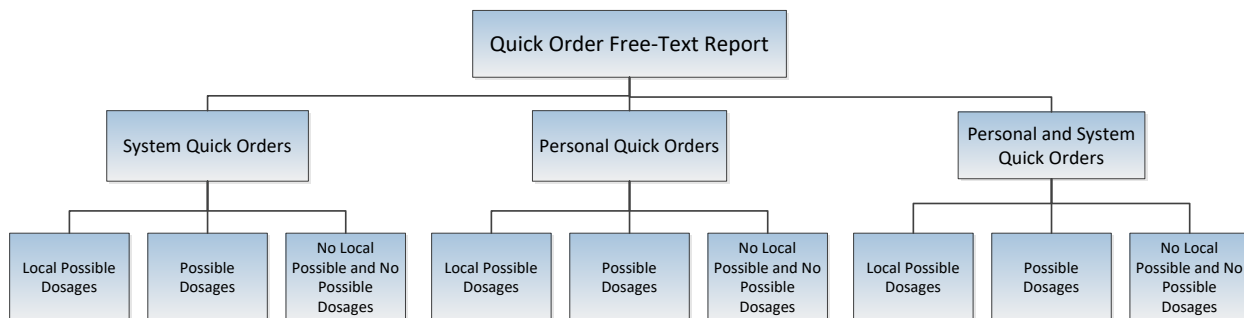 Quick Order Free-Text Report
System Quick Orders
Personal Quick Orders
Personal and System
Quick Orders
Local Possible
Dosages
Possible
Dosages
No Local
Possible and No
Possible
Dosages
Local Possible
Dosages
Possible
Dosages
No Local
Possible and No
Possible
Dosages
Local Possible
Dosages
Possible
Dosages
No Local
Possible and No
Possible
Dosages